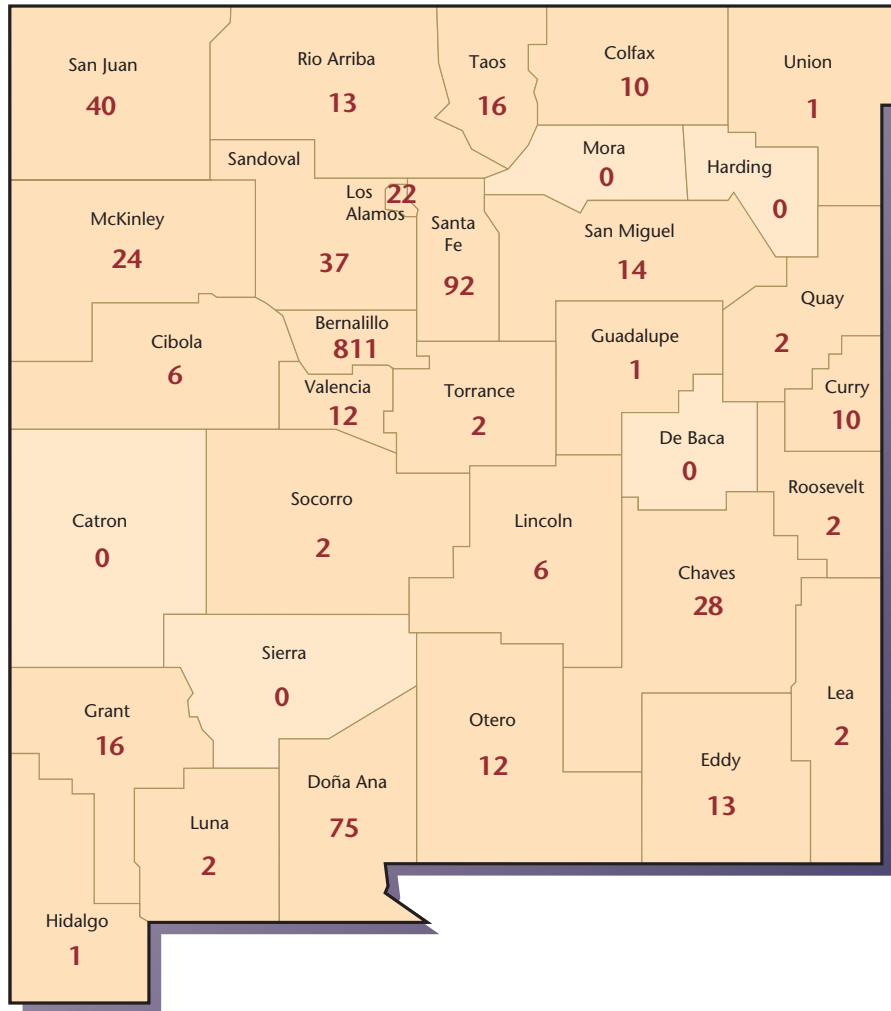 San Juan
40
Rio Arriba
13
Taos
16
Colfax
10
Union
1
Mora
0
Harding
0
Sandoval
37
Los
Alamos
22
McKinley
24
Santa
Fe
92
San Miguel
14
Quay
2
Bernalillo
811
Cibola
6
Guadalupe
1
Valencia
12
Torrance
2
Curry
10
De Baca
0
Roosevelt
2
Catron
0
Socorro
2
Lincoln
6
Chaves
28
Sierra
0
Grant
16
Otero
12
Lea
2
Eddy
13
Doña Ana
75
Luna
2
Hidalgo
1